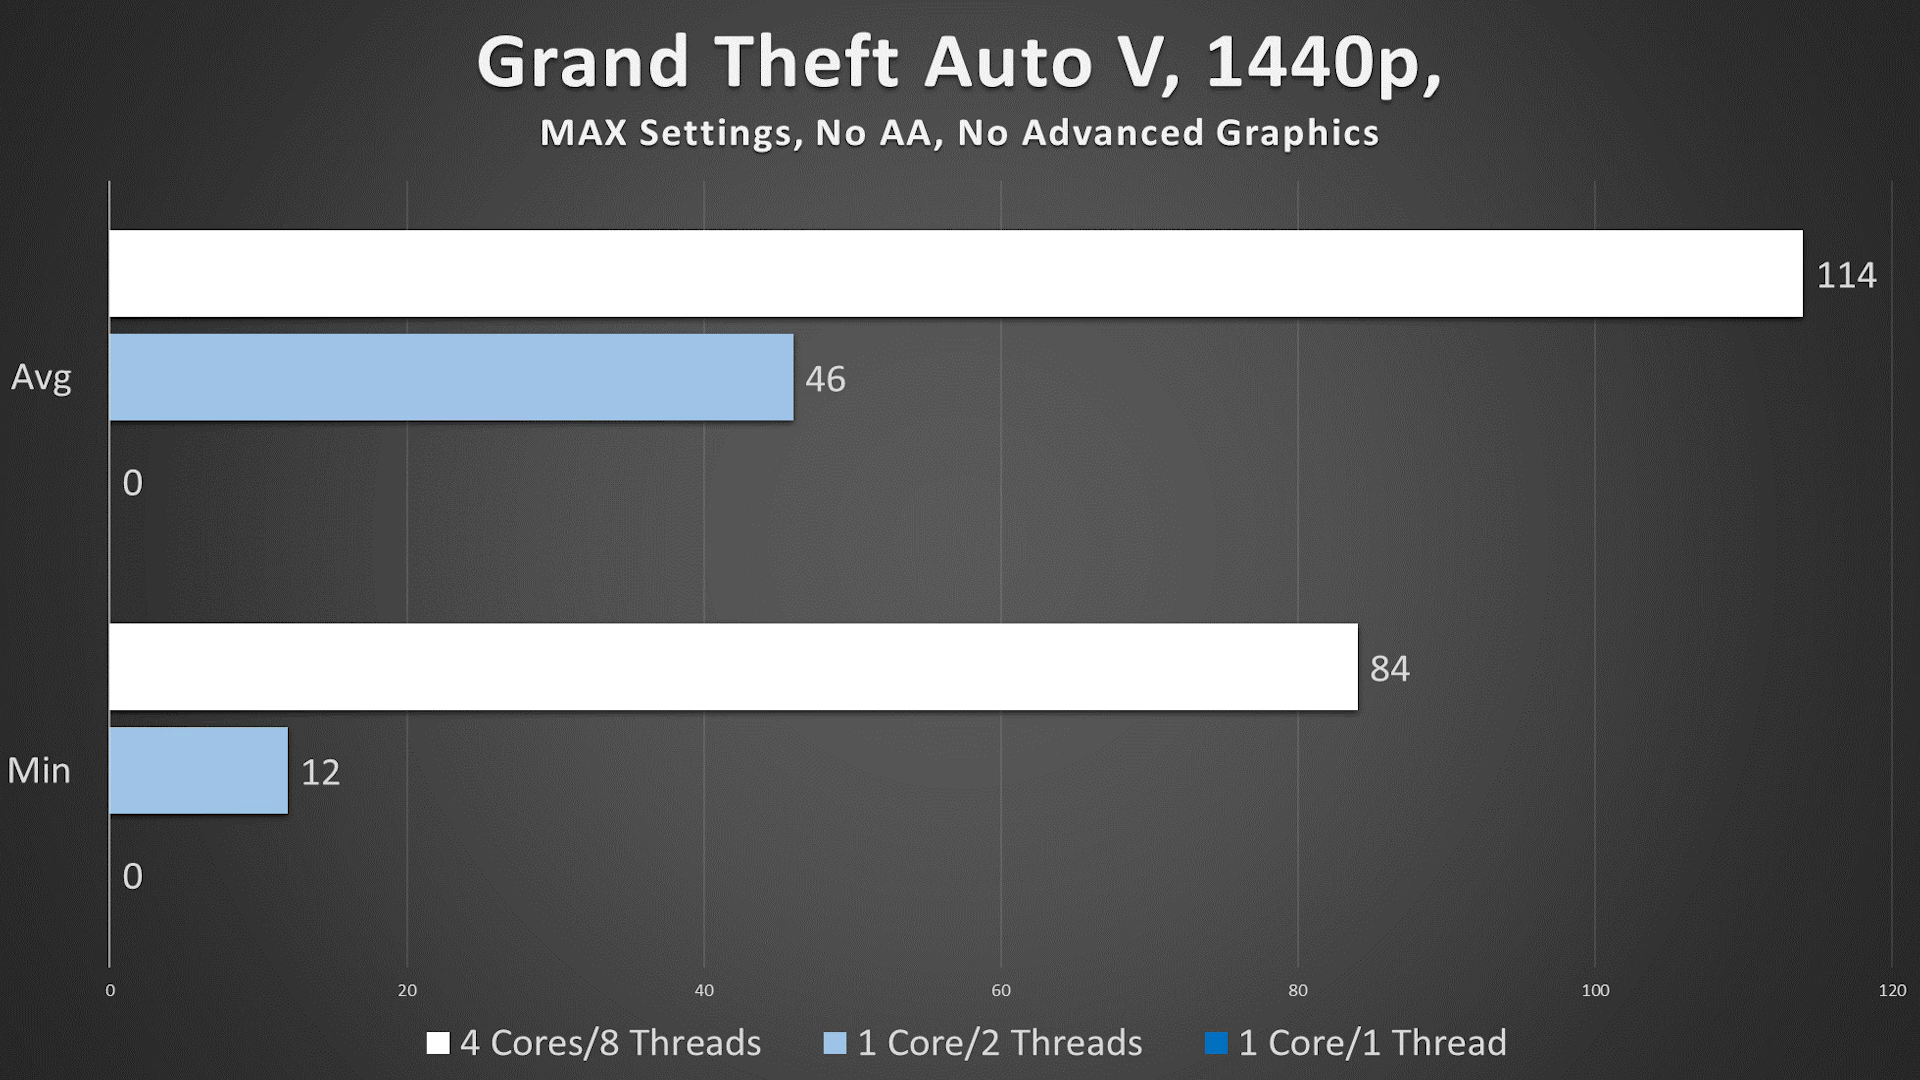 Grand Theft Auto V, 1440p,
MAX Settings, No AA, No Advanced Graphics
114
Avg
46
0
84
Min
12
0
0 20 40 60 80 100 120
4 Cores/8 Threads 1 Core/2 Threads 1 Core/1 Thread